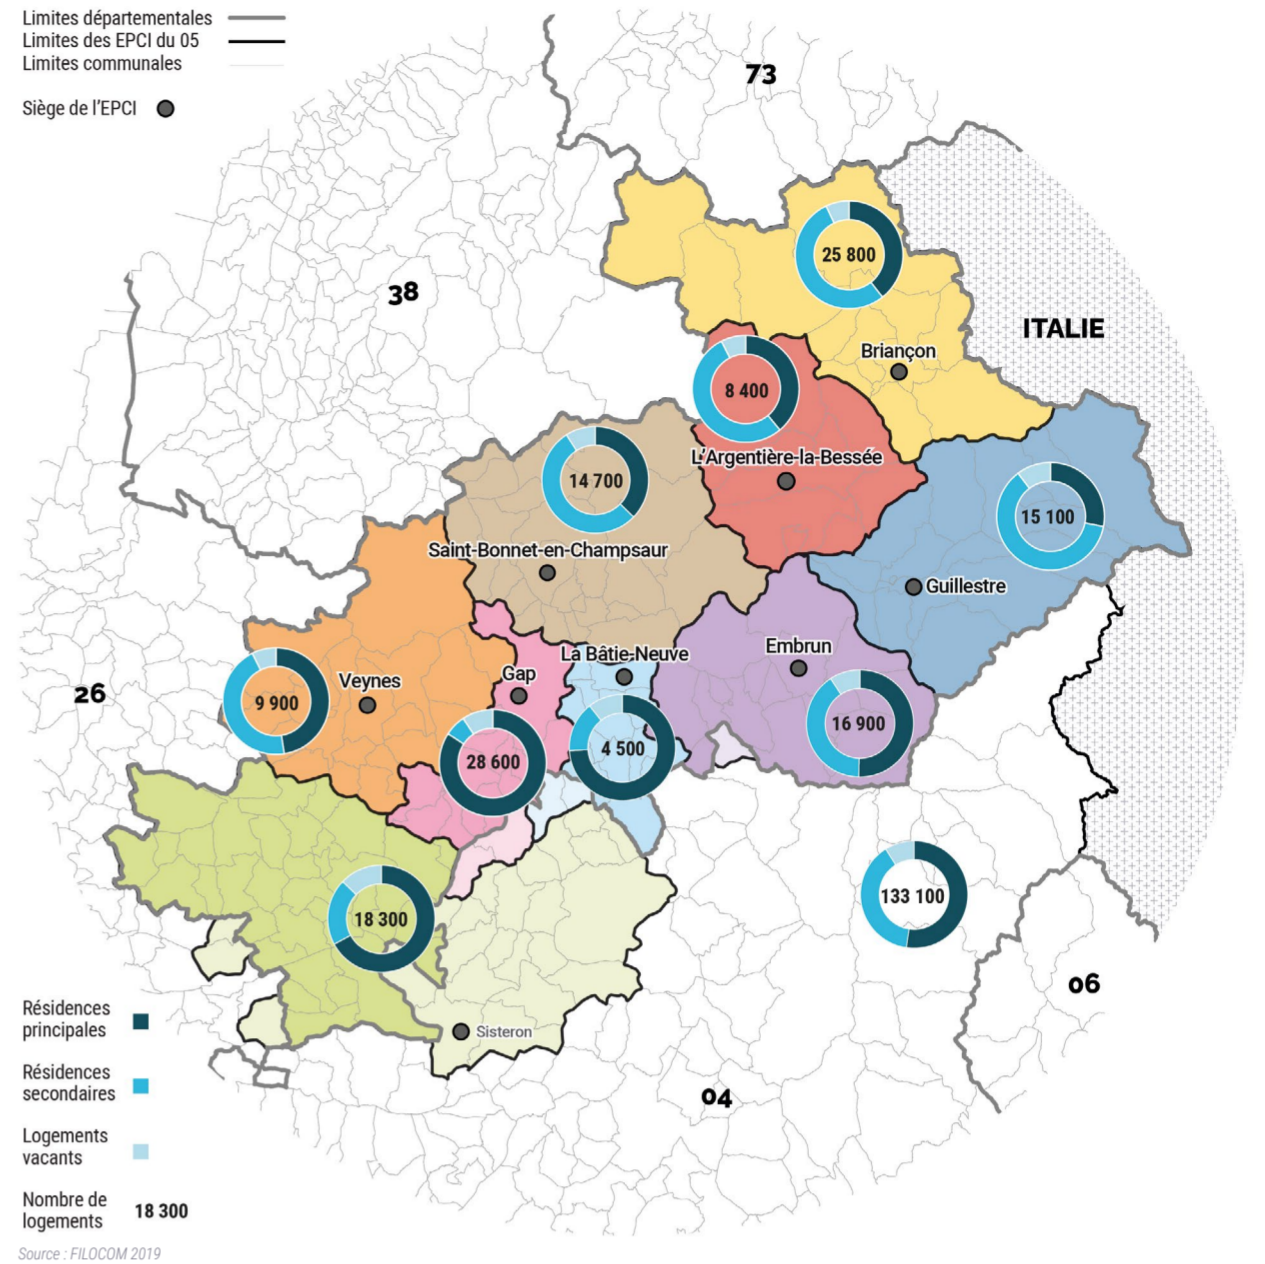 Limites départementales
Limites des EPCI du 05
Limites communales
Siège de l'EPCI
73
38
25 800
ITALIE
Briançon
8 400
L'Argentière-la-Bessée
14 700
15 100
Saint-Bonnet-en-Champsaur
Guillestre
La Bâtie-Neuve
Embrun
26
Veynes
Gap
9 900
16 900
4 500
28 600
133 100
18 300
06
Sisteron
04
Résidences
principales
Résidences
secondaires
Logements
vacants
Nombre de
logements
18 300
Source : FILOCOM 2019